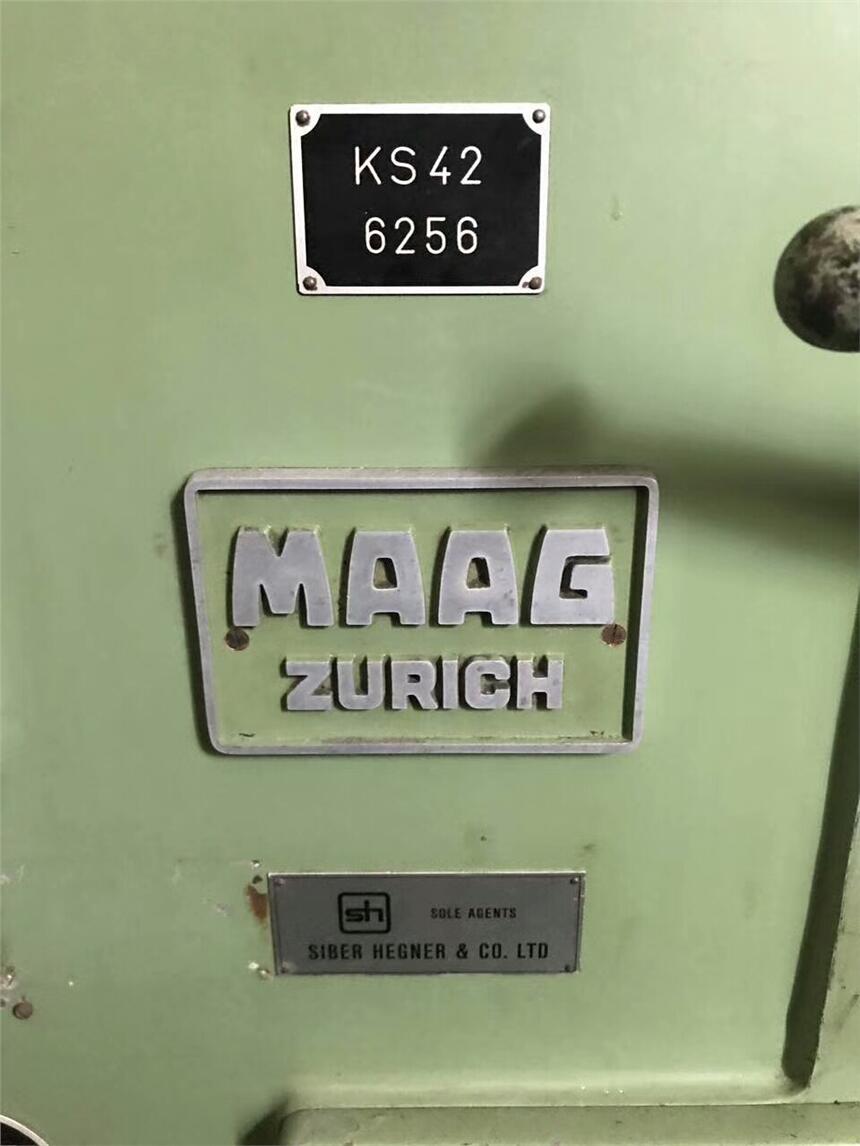 KS42
6256
MAAG
ZURICH
sh SOLE AGENTS
SIBER HEGNER & CO. LTD